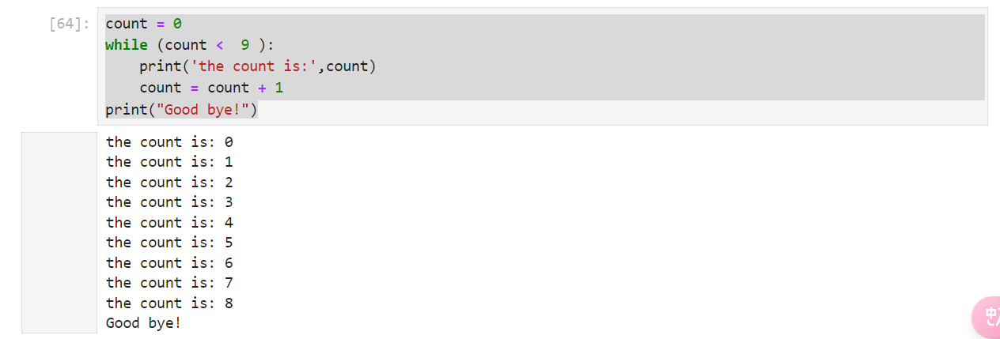 [64]: count = 0
while (count <  9 ):
    print('the count is:',count)
    count = count + 1
print("Good bye!")
the count is: 0
the count is: 1
the count is: 2
the count is: 3
the count is: 4
the count is: 5
the count is: 6
the count is: 7
the count is: 8
Good bye!
中